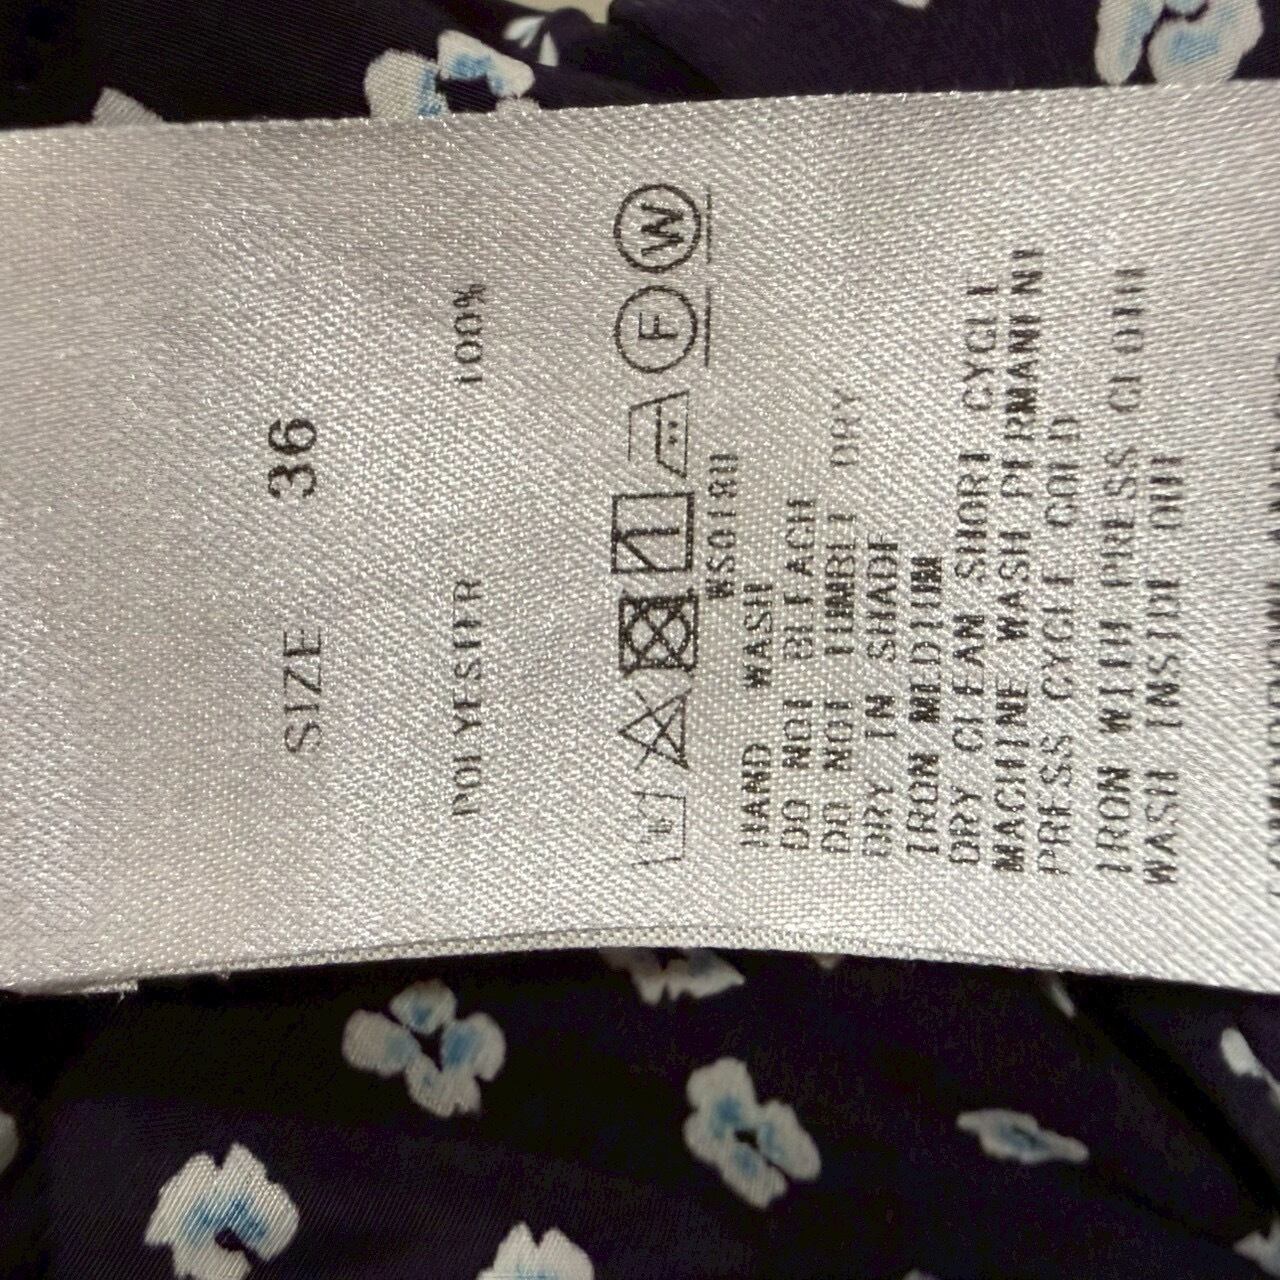 SIZE 36
POLYESTER 100%
F W
HAND WASH
DO NOT BLEACH
DO NOT TUMBLE DRY
DRY IN SHADE
IRON MEDIUM
DRY CLEAN SHORT CYCLE
MACHINE WASH PERMANENT
PRESS CYCLE COLD
IRON WITH PRESS CLOTH
WASH INSIDE OUT